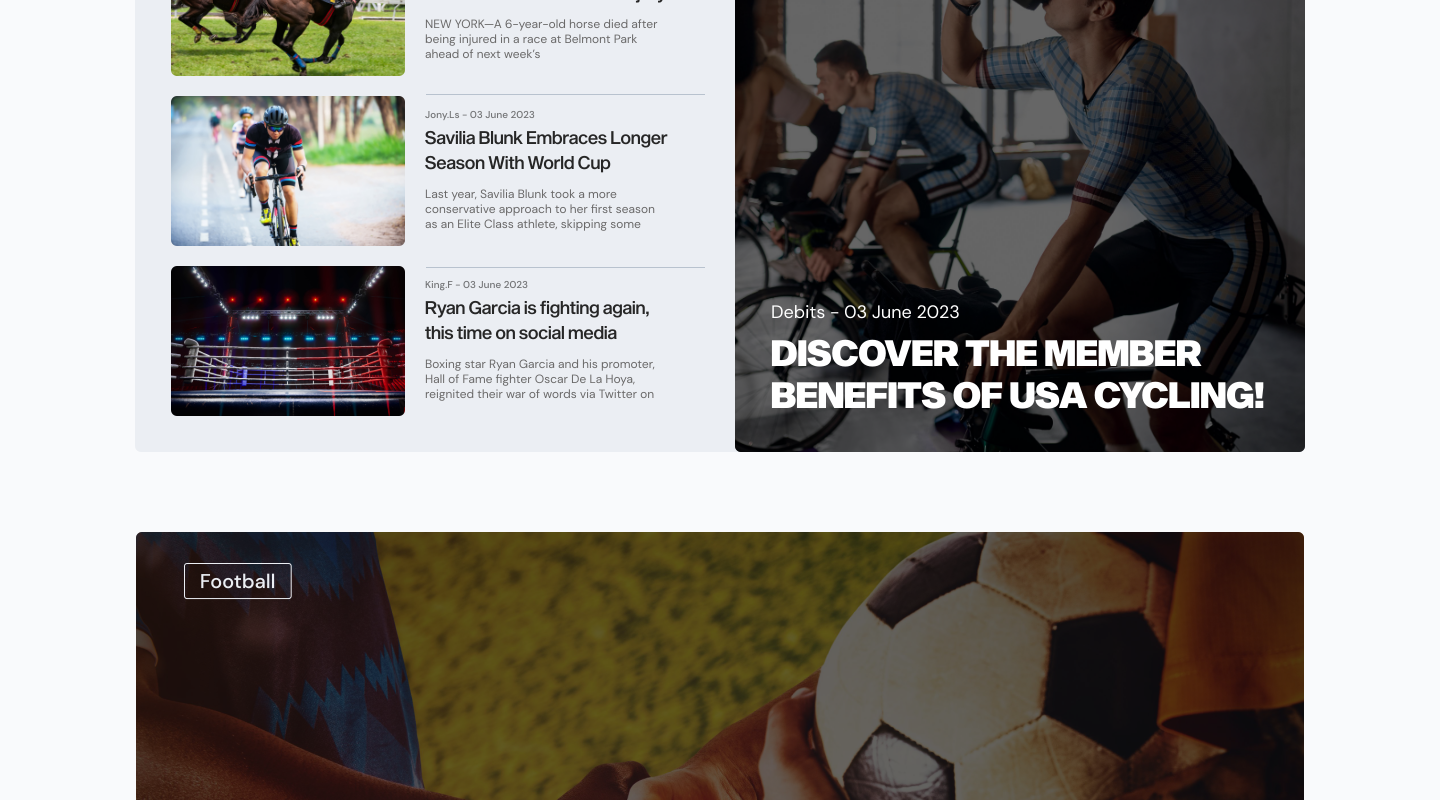 NEW YORK—A 6-year-old horse died after
being injured in a race at Belmont Park
ahead of next week's
Jony.Ls - 03 June 2023
Savilia Blunk Embraces Longer
Season With World Cup
Last year, Savilia Blunk took a more
conservative approach to her first season
as an Elite Class athlete, skipping some
King.F - 03 June 2023
Ryan Garcia is fighting again,
this time on social media
Boxing star Ryan Garcia and his promoter,
Hall of Fame fighter Oscar De La Hoya,
reignited their war of words via Twitter on
Debits - 03 June 2023
DISCOVER THE MEMBER
BENEFITS OF USA CYCLING!
Football